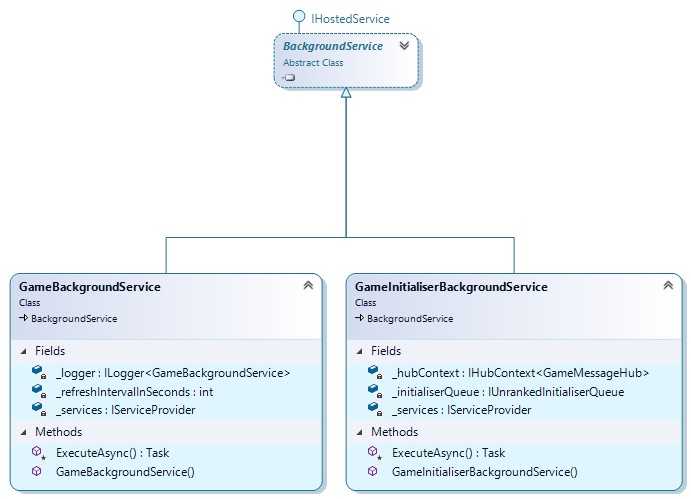 IHostedService
BackgroundService
Abstract Class
GameBackgroundService
Class
BackgroundService
Fields
_logger : ILogger<GameBackgroundService>
_refreshIntervalInSeconds : int
_services : IServiceProvider
Methods
ExecuteAsync() : Task
GameBackgroundService()
GameInitialiserBackgroundService
Class
BackgroundService
Fields
_hubContext : IHubContext<GameMessageHub>
_initialiserQueue : IUnrankedInitialiserQueue
_services : IServiceProvider
Methods
ExecuteAsync() : Task
GameInitialiserBackgroundService()